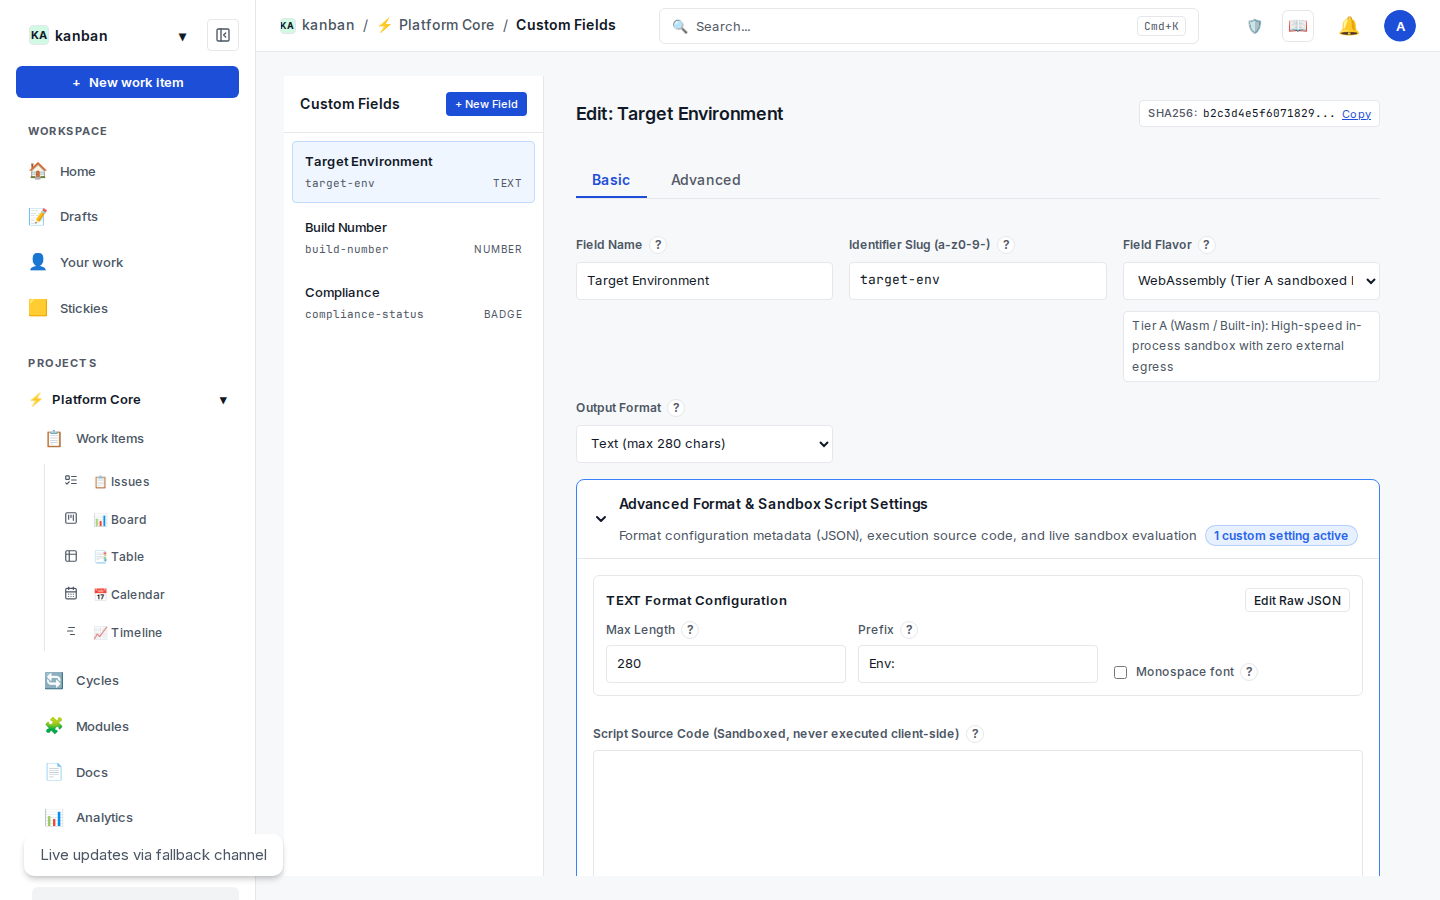 KA kanban
+ New work item
WORKSPACE
Home
Drafts
Your work
Stickies
PROJECTS
Platform Core
Work Items
Issues
Board
Table
Calendar
Timeline
Cycles
Modules
Docs
Analytics
Live updates via fallback channel
KA kanban / Platform Core / Custom Fields
Search...
Cmd+K
A
Custom Fields
+ New Field
Target Environment
target-env TEXT
Build Number
build-number NUMBER
Compliance
compliance-status BADGE
Edit: Target Environment
SHA256: b2c3d4e5f6071829... Copy
Basic
Advanced
Field Name ?
Target Environment
Identifier Slug (a-z0-9-) ?
target-env
Field Flavor ?
WebAssembly (Tier A sandboxed
Tier A (Wasm / Built-in): High-speed in-
process sandbox with zero external
egress
Output Format ?
Text (max 280 chars)
Advanced Format & Sandbox Script Settings
Format configuration metadata (JSON), execution source code, and live sandbox evaluation
1 custom setting active
TEXT Format Configuration
Edit Raw JSON
Max Length ?
280
Prefix ?
Env:
Monospace font ?
Script Source Code (Sandboxed, never executed client-side) ?